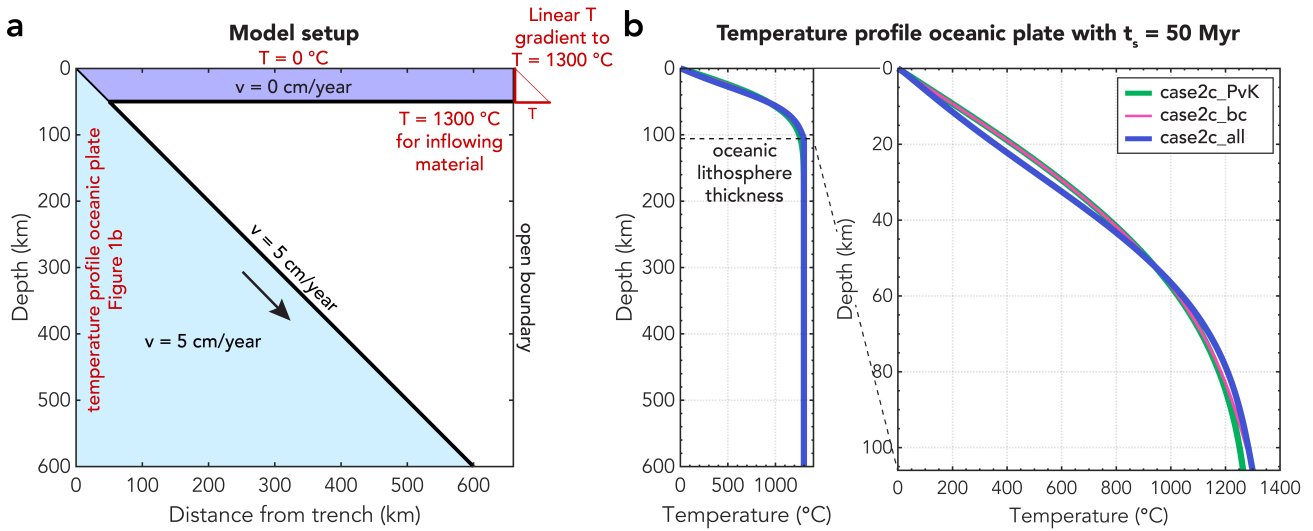 a
Model setup
T = 0 °C
Linear T
gradient to
T = 1300 °C
v = 0 cm/year
T
T = 1300 °C
for inflowing
material
temperature profile oceanic plate
Figure 1b
v = 5 cm/year
v = 5 cm/year
open boundary
0
100
200
300
400
500
600
Depth (km)
0 100 200 300 400 500 600
Distance from trench (km)
b
Temperature profile oceanic plate with ts = 50 Myr
0
100
200
300
400
500
600
Depth (km)
oceanic
lithosphere
thickness
0 500 1000
Temperature (°C)
0
20
40
60
80
100
Depth (km)
case2c_PvK
case2c_bc
case2c_all
0 200 400 600 800 1000 1200 1400
Temperature (°C)